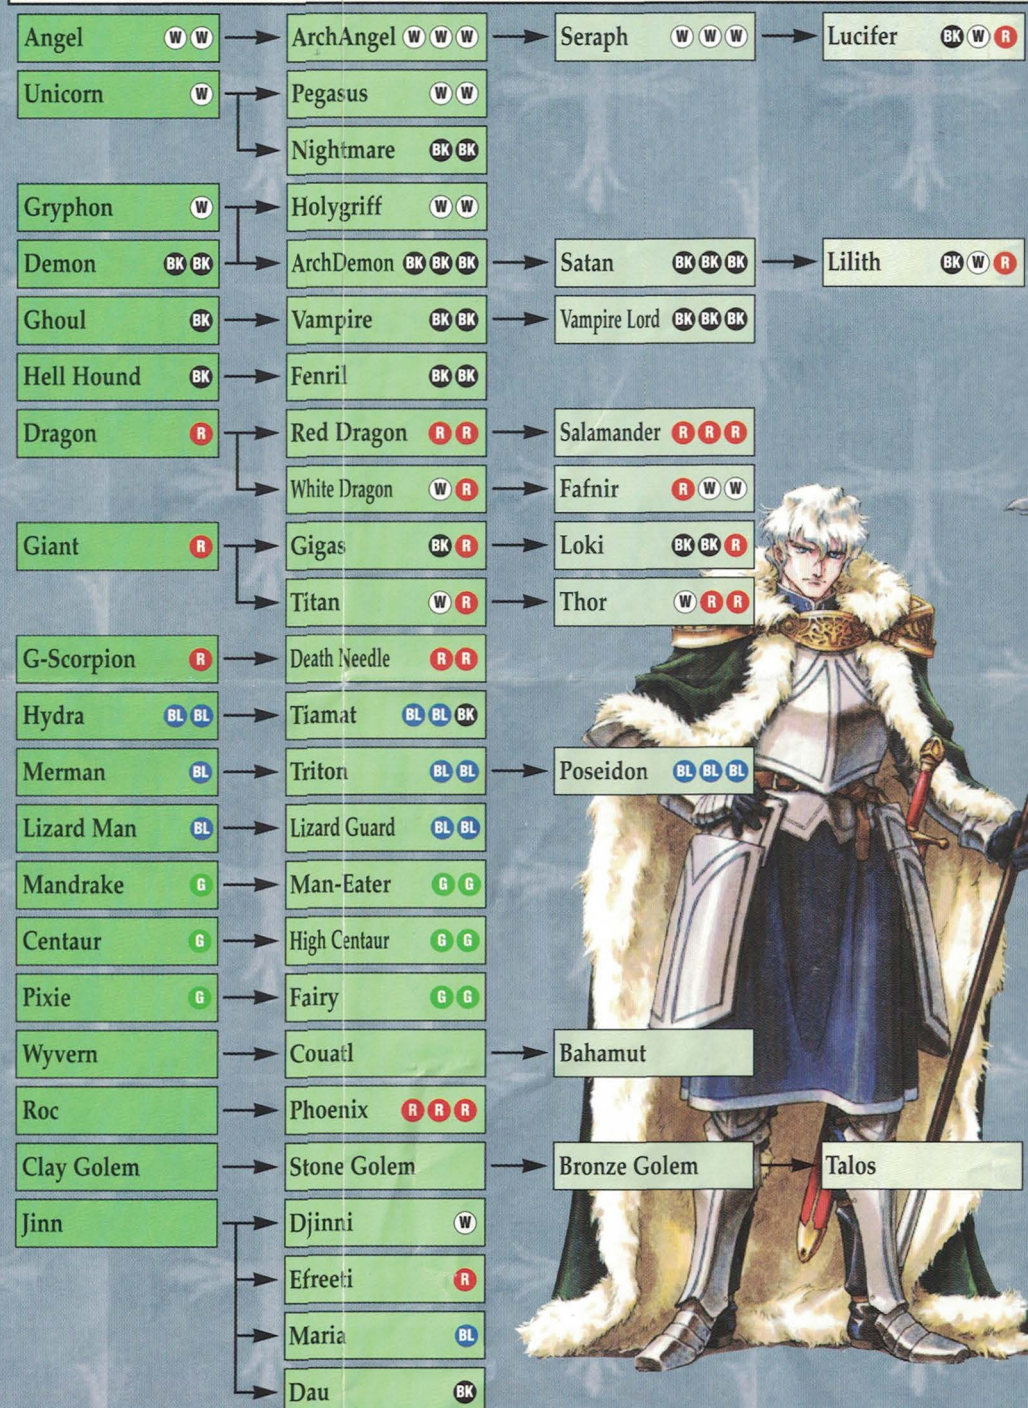 Angel W W ArchAngel W W W Seraph W W W Lucifer BK W R
Unicorn W Pegasus W W
Nightmare BK BK
Gryphon W Holygriff W W
Demon BK BK ArchDemon BK BK BK Satan BK BK BK Lilith BK W R
Ghoul BK Vampire BK BK Vampire Lord BK BK BK
Hell Hound BK Fenril BK BK
Dragon R Red Dragon R R Salamander R R R
White Dragon W R Fafnir R W W
Giant R Gigas BK R Loki BK BK R
Titan W R Thor W R R
G-Scorpion R Death Needle R R
Hydra BL BL Tiamat BL BL BK
Merman BL Triton BL BL Poseidon BL BL BL
Lizard Man BL Lizard Guard BL BL
Mandrake G Man-Eater G G
Centaur G High Centaur G G
Pixie G Fairy G G
Wyvern Couatl Bahamut
Roc Phoenix R R R
Clay Golem Stone Golem Bronze Golem Talos
Jinn Djinni W
Efreeti R
Maria BL
Dau BK